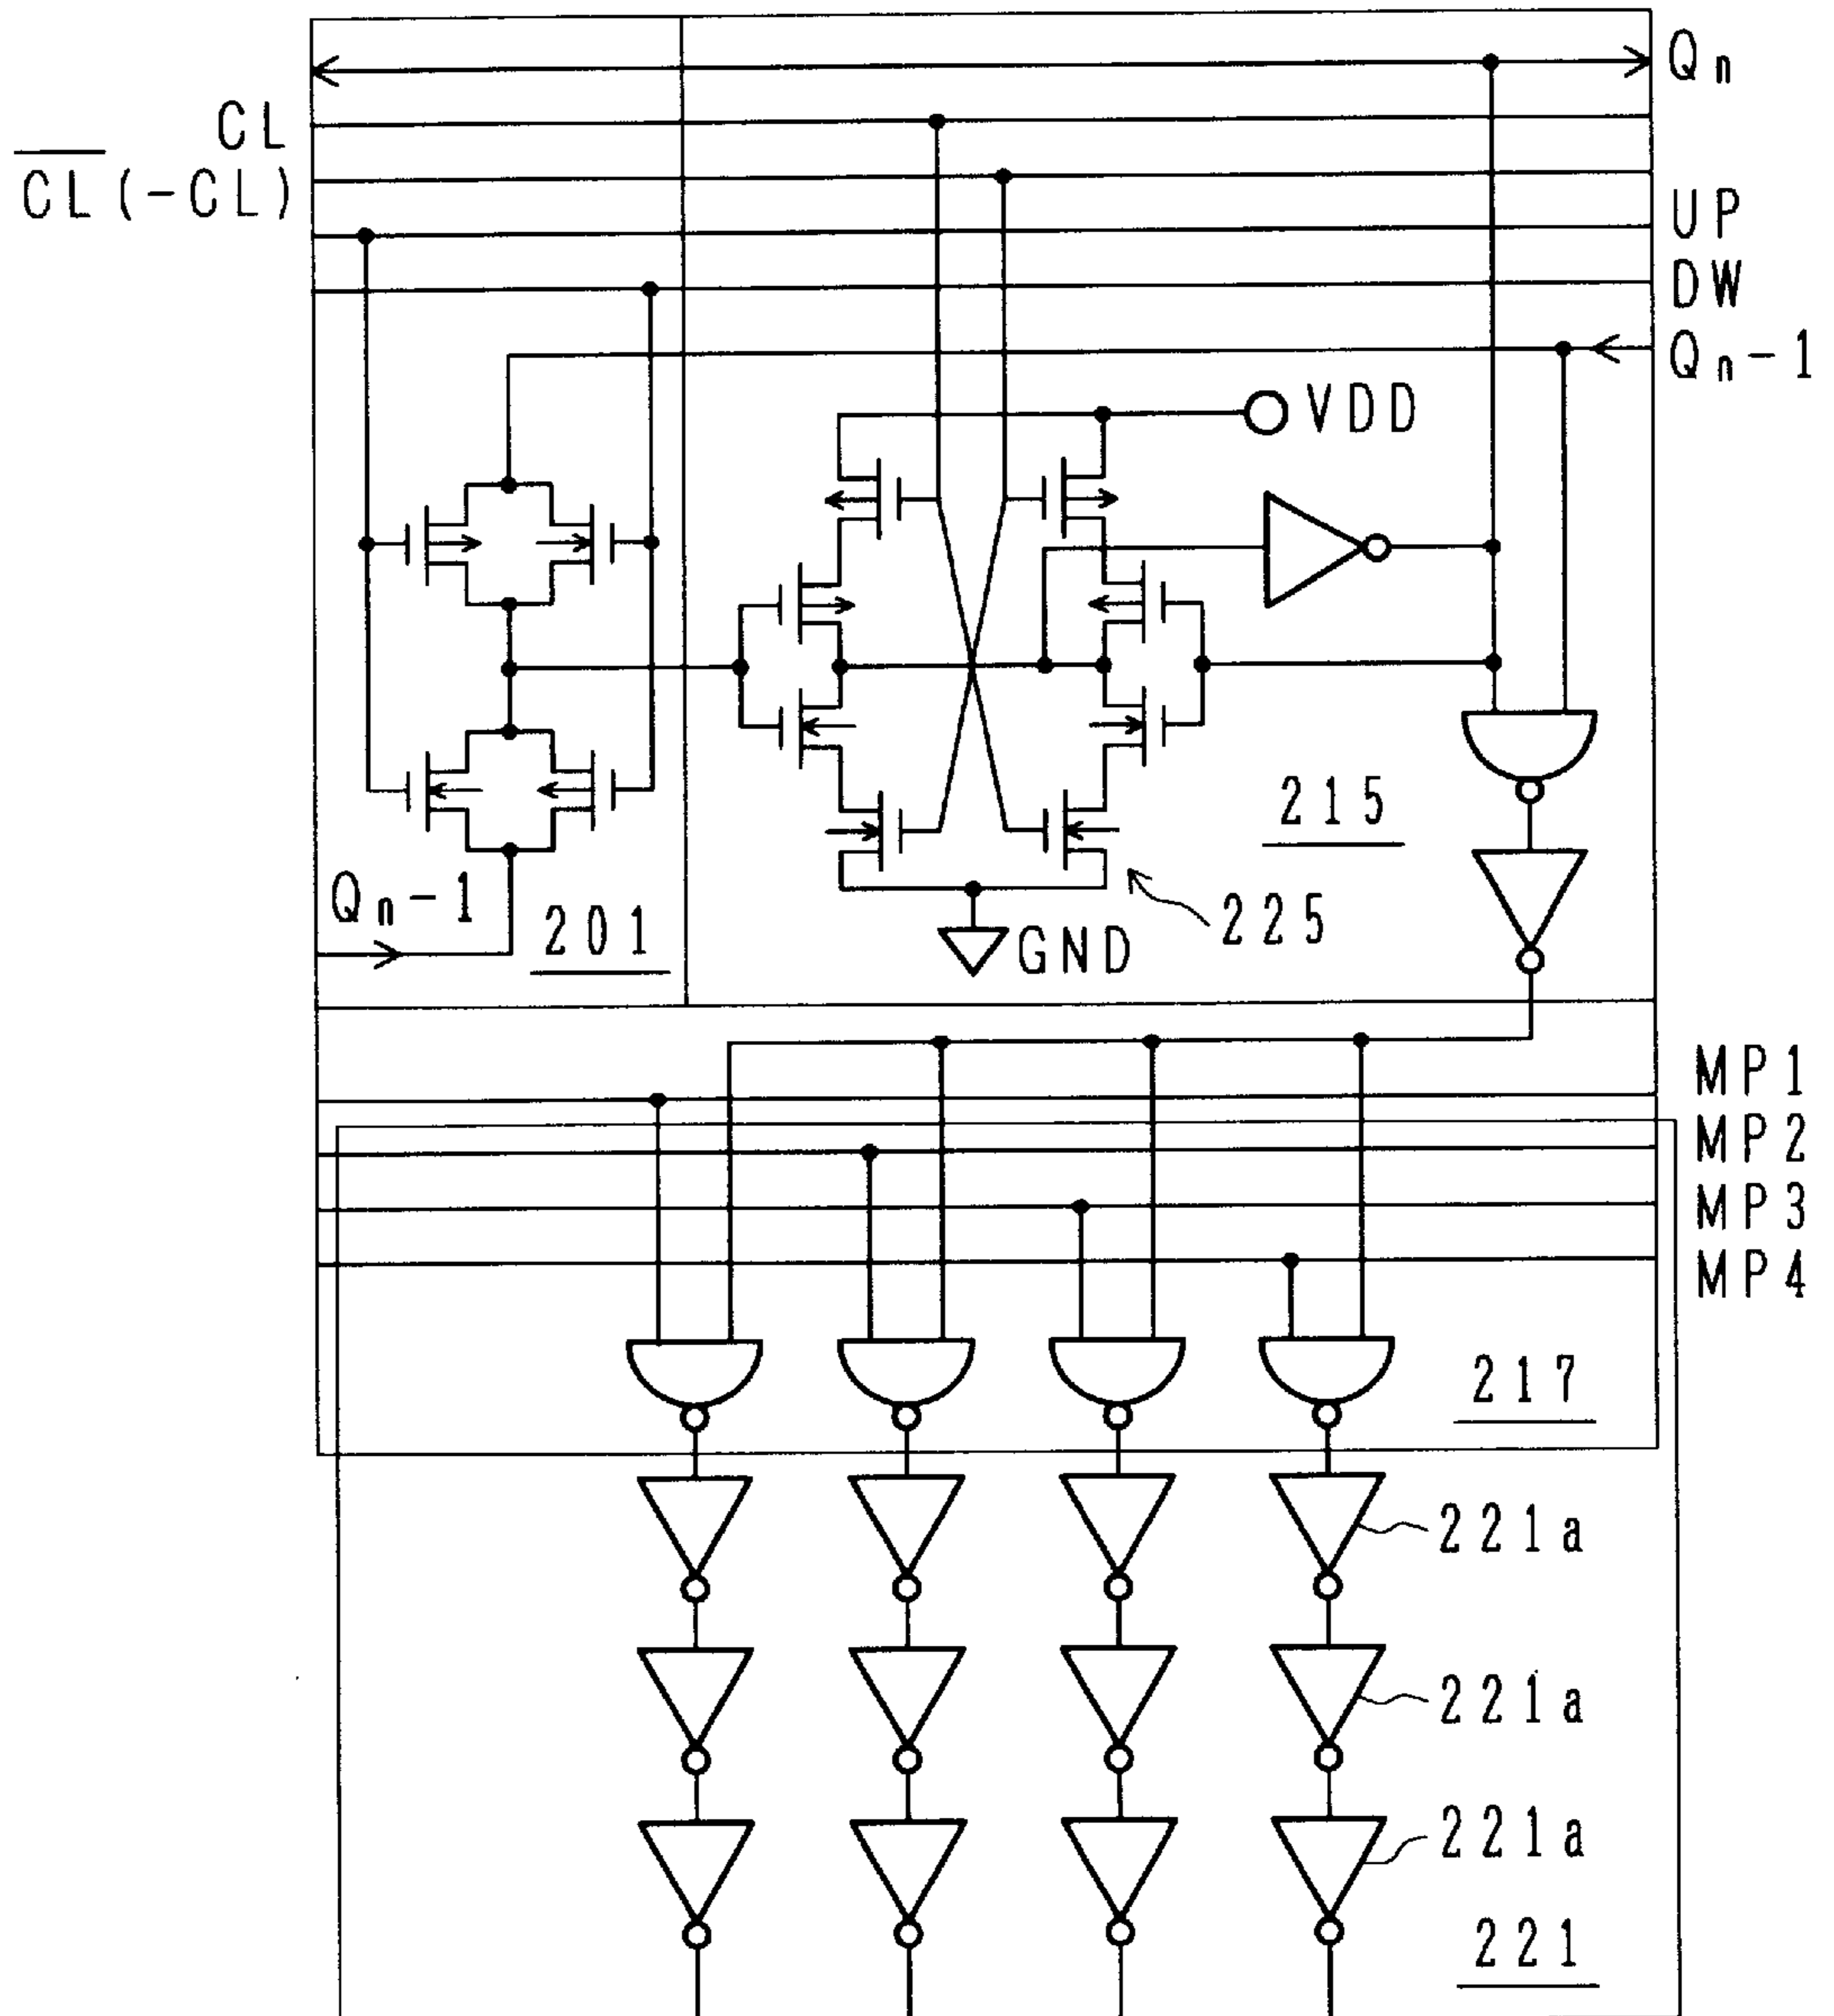 Qn
CL
C̅L̅(-CL)
UP
DW
Qn-1
VDD
215
Qn-1
201
225
GND
MP1
MP2
MP3
MP4
217
221a
221a
221a
221